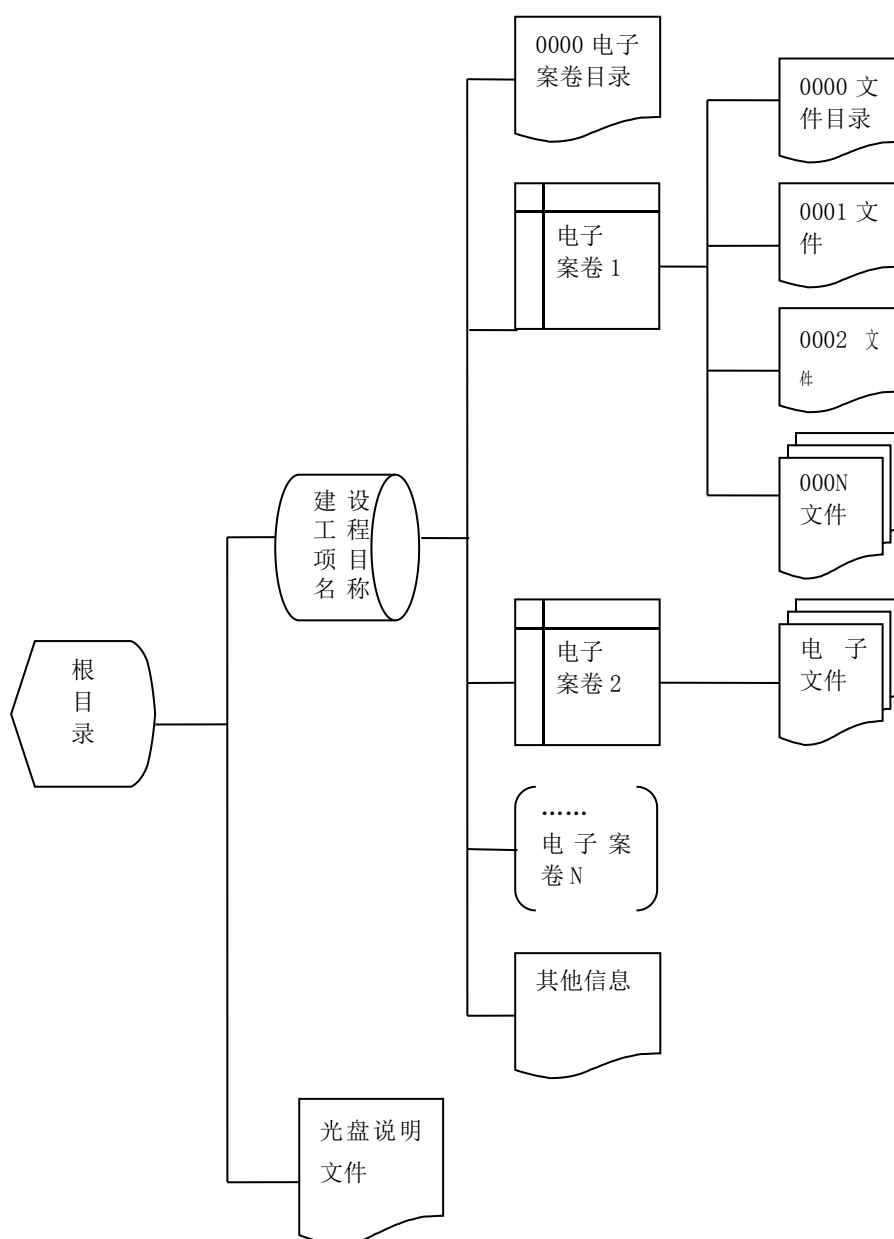 0000 电子
案卷目录
0000 文
件目录
0001 文
件
电子
案卷 1
0002 文
件
000N
文件
建 设
工 程
项 目
名 称
电子
案卷 2
电 子
文件
根
目
录
......
电 子 案
卷 N
其他信息
光盘说明
文件